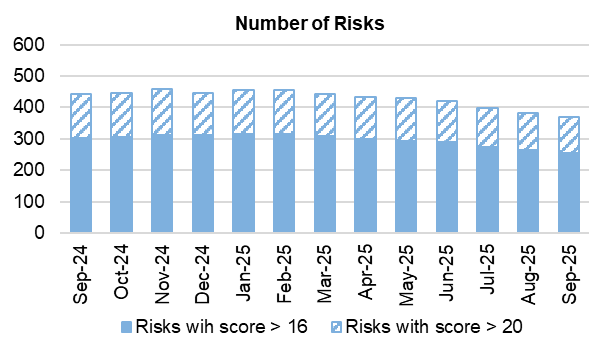 Number of Risks
600
500
400
300
200
100
0
Sep-24
Oct-24
Nov-24
Dec-24
Jan-25
Feb-25
Mar-25
Apr-25
May-25
Jun-25
Jul-25
Aug-25
Sep-25
Risks wih score > 16 Risks with score > 20